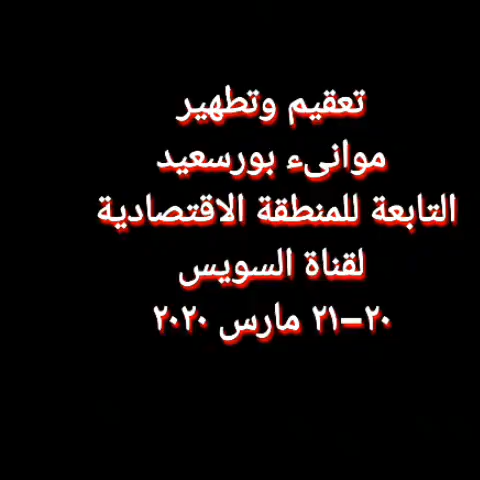 تعقيم وتطهير
موانىء بورسعيد
التابعة للمنطقة الاقتصادية
لقناة السويس
٢٠-٢١ مارس ٢٠٢٠